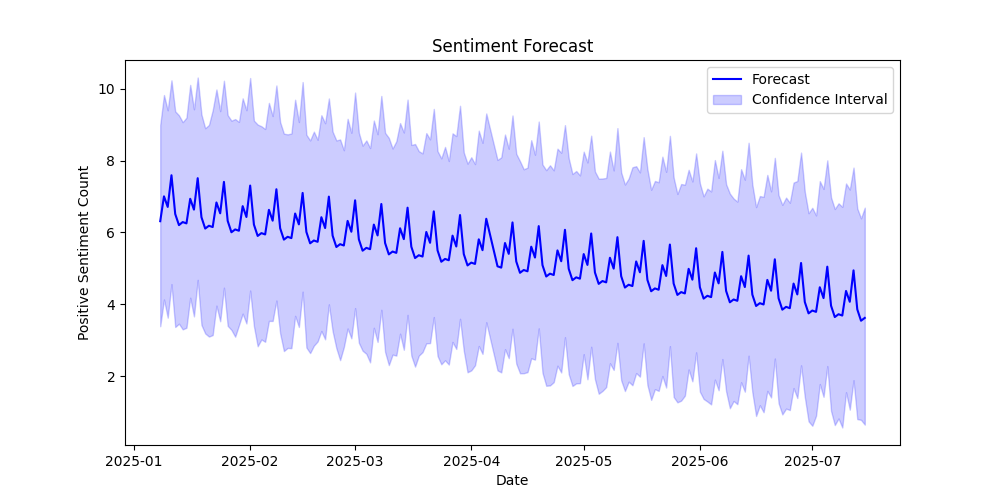 Sentiment Forecast
Forecast
Confidence Interval
Positive Sentiment Count
10
8
6
4
2
2025-01
2025-02
2025-03
2025-04
2025-05
2025-06
2025-07
Date